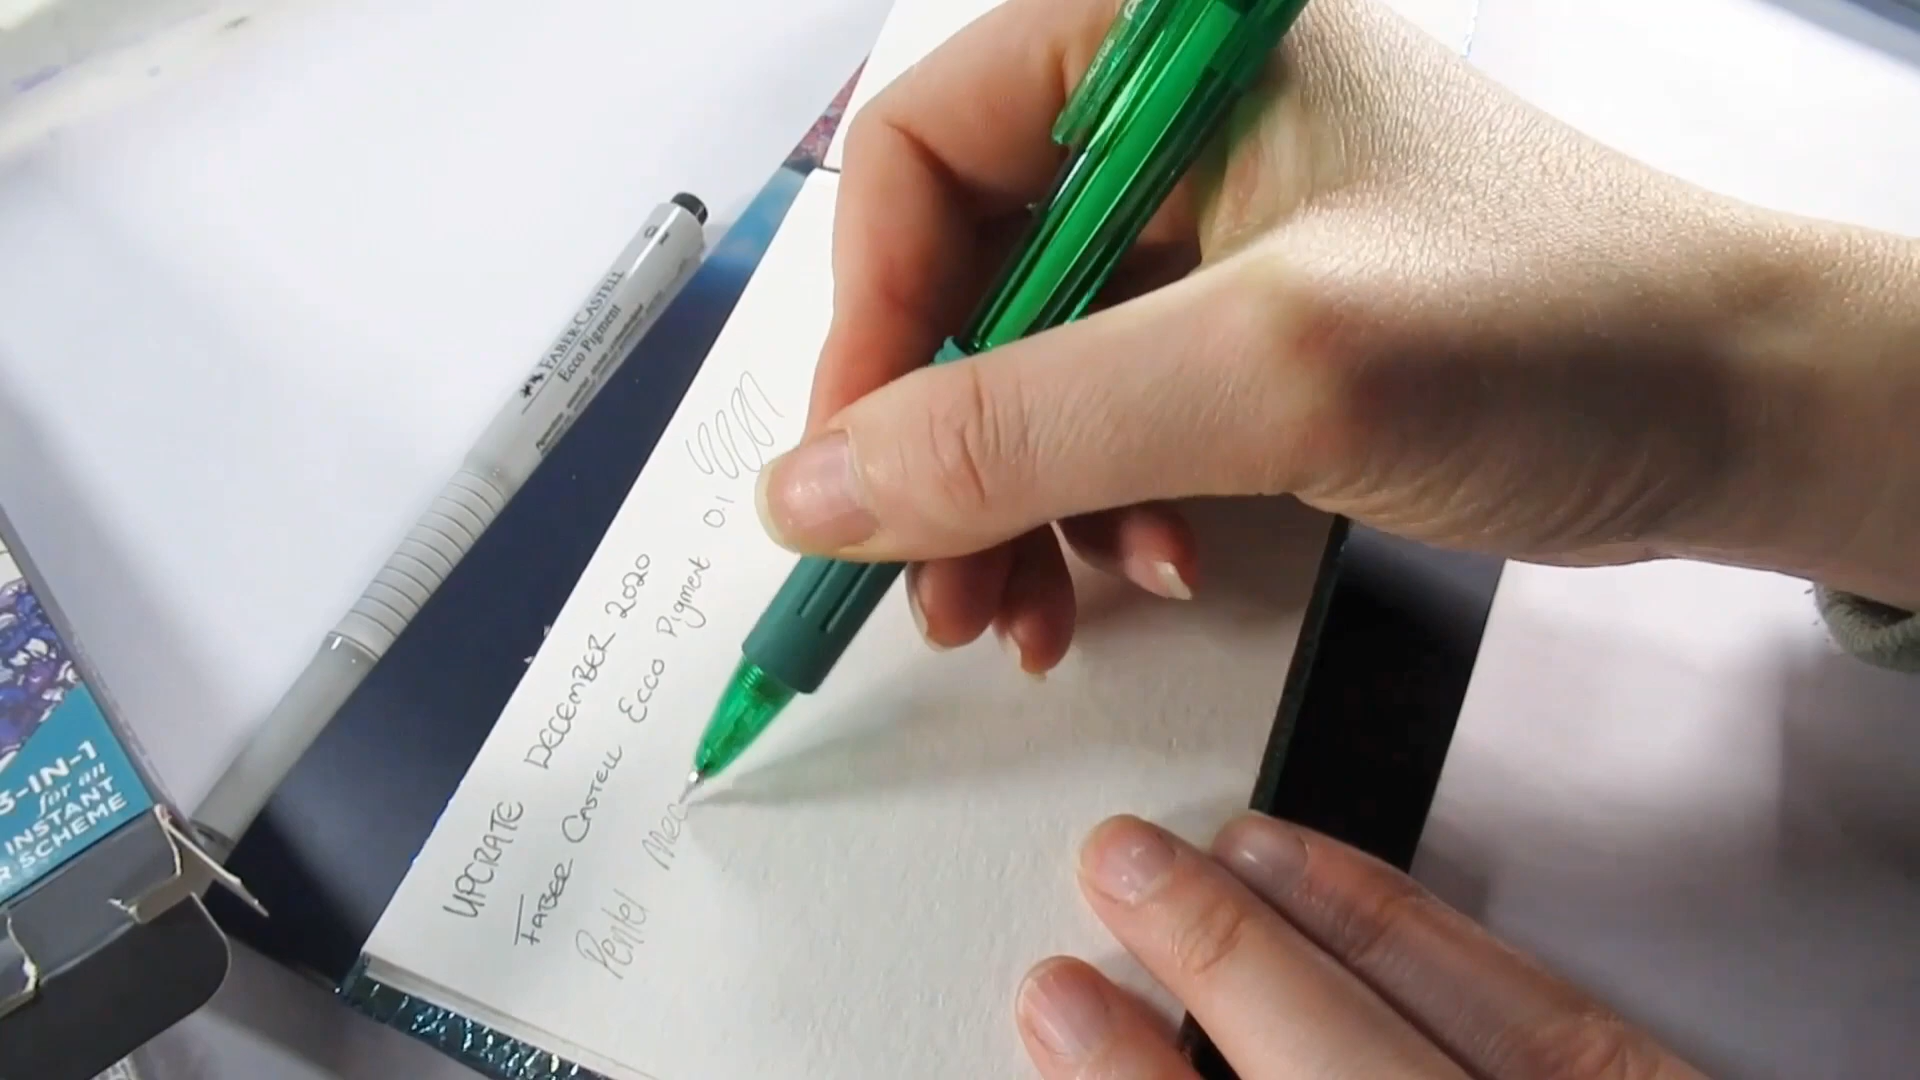 UPCRATE DECEMBER 2020
FABER CASTELL Ecco Pigment 0.1
Pentel Mec
FABER-CASTELL
Ecco Pigment
3-IN-1
for an
INSTANT
R SCHEME